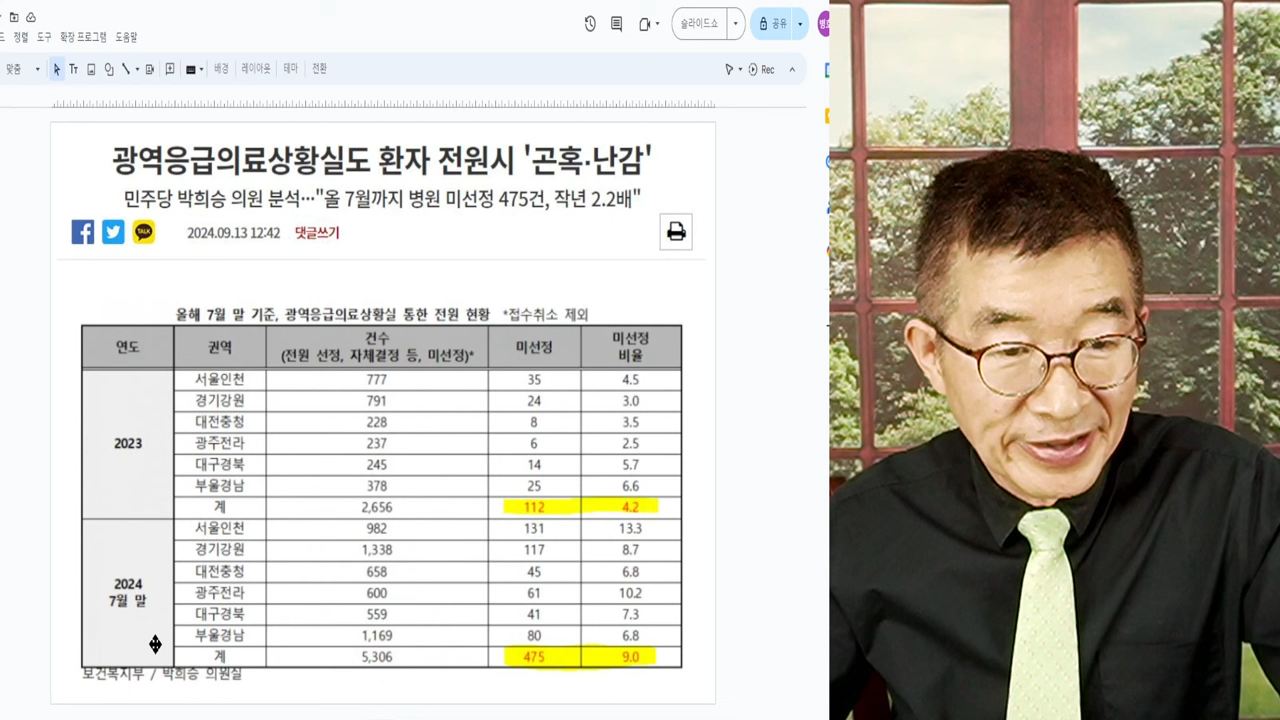 정렬 도구 확장 프로그램 도움말
슬라이드쇼
공유
맞춤 배경 레이아웃 테마 전환 Rec
광역응급의료상황실도 환자 전원시 '곤혹·난감'
민주당 박희승 의원 분석…"올 7월까지 병원 미선정 475건, 작년 2.2배"
TALK 2024.09.13 12:42 댓글쓰기
올해 7월 말 기준, 광역응급의료상황실 통한 전원 현황 *접수취소 제외
연도 권역 건수 (전원 선정, 자체결정 등, 미선정)* 미선정 미선정 비율
2023
서울인천 777 35 4.5
경기강원 791 24 3.0
대전충청 228 8 3.5
광주전라 237 6 2.5
대구경북 245 14 5.7
부울경남 378 25 6.6
계 2,656 112 4.2
2024 7월 말
서울인천 982 131 13.3
경기강원 1,338 117 8.7
대전충청 658 45 6.8
광주전라 600 61 10.2
대구경북 559 41 7.3
부울경남 1,169 80 6.8
계 5,306 475 9.0
보건복지부 / 박희승 의원실